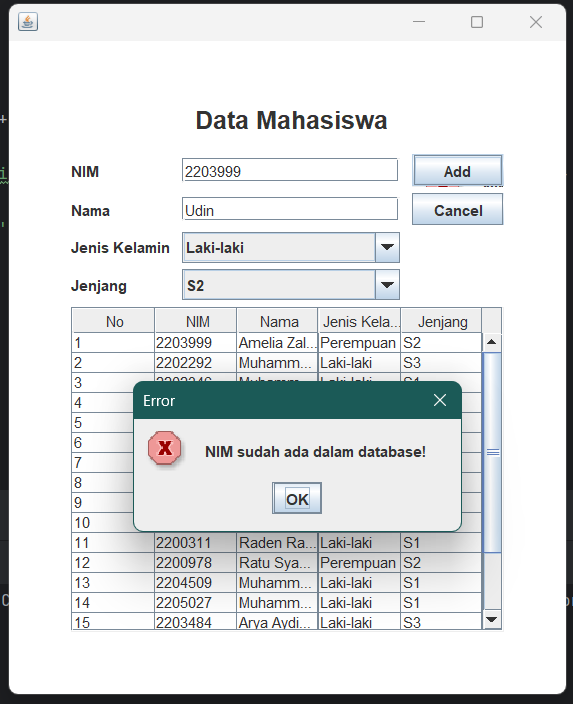 Data Mahasiswa
NIM 2203999 Add
Nama Udin Cancel
Jenis Kelamin Laki-laki
Jenjang S2
No NIM Nama Jenis Kela... Jenjang
1 2203999 Amelia Zal... Perempuan S2
2 2202292 Muhamm... Laki-laki S3
3
4
5
6
7
8
9
10
Error
NIM sudah ada dalam database!
OK
11 2200311 Raden Ra... Laki-laki S1
12 2200978 Ratu Sya... Perempuan S2
13 2204509 Muhamm... Laki-laki S1
14 2205027 Muhamm... Laki-laki S1
15 2203484 Arya Aydi... Laki-laki S3